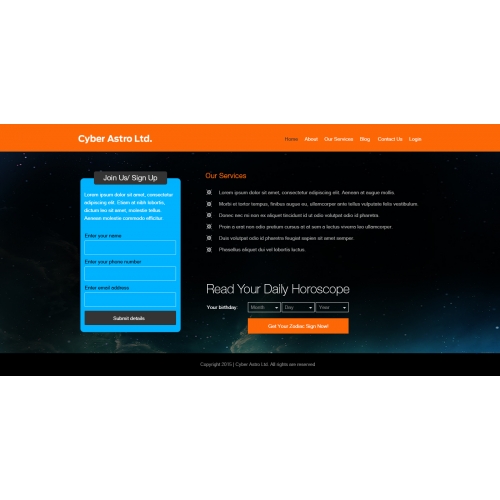 Cyber Astro Ltd.
Home About Our Services Blog Contact Us Login
Join Us/ Sign Up
Lorem ipsum dolor sit amet, consectetur
adipiscing elit. Etiam et nibh lobortis,
dictum leo sit amet, molestie tellus.
Aenean molestie commodo efficitur.
Enter your name
Enter your phone number
Enter email address
Submit details
Our Services
Lorem ipsum dolor sit amet, consectetur adipiscing elit. Aenean at augue mollis.
Morbi et tortor tempus, finibus augue eu, ullamcorper ante tellus vulputate felis vestibulum.
Donec nec mi non ex aliquet tincidunt id ut odio volutpat odio id pharetra.
Proin a erat non odio pretium cursus at at sem a lectus viverra leo ullamcorper.
Duis volutpat odio id pharetra feugiat sapien sit amet semper.
Phasellus aliquet dui vel lobortis luctus.
Read Your Daily Horoscope
Your birthday: Month Day Year
Get Your Zodiac Sign Now!
Copyright 2015 | Cyber Astro Ltd. All rights are reserved